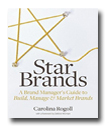 Star
Brands
A Brand Manager's Guide to
Build, Manage & Market Brands
Carolina Rogoll